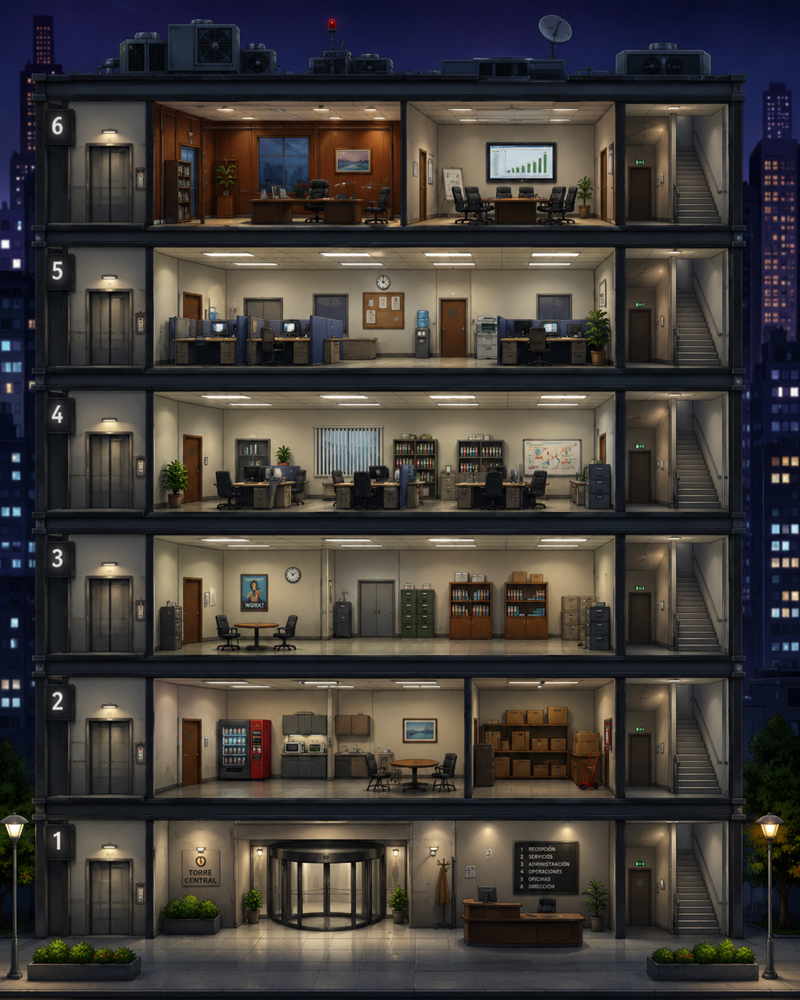 6
5
4
3
WORK!
2
1
TORRE
CENTRAL
1 RECEPCIÓN
2 SERVICIOS
3 ADMINISTRACIÓN
4 OPERACIONES
5 OFICINAS
6 DIRECCIÓN